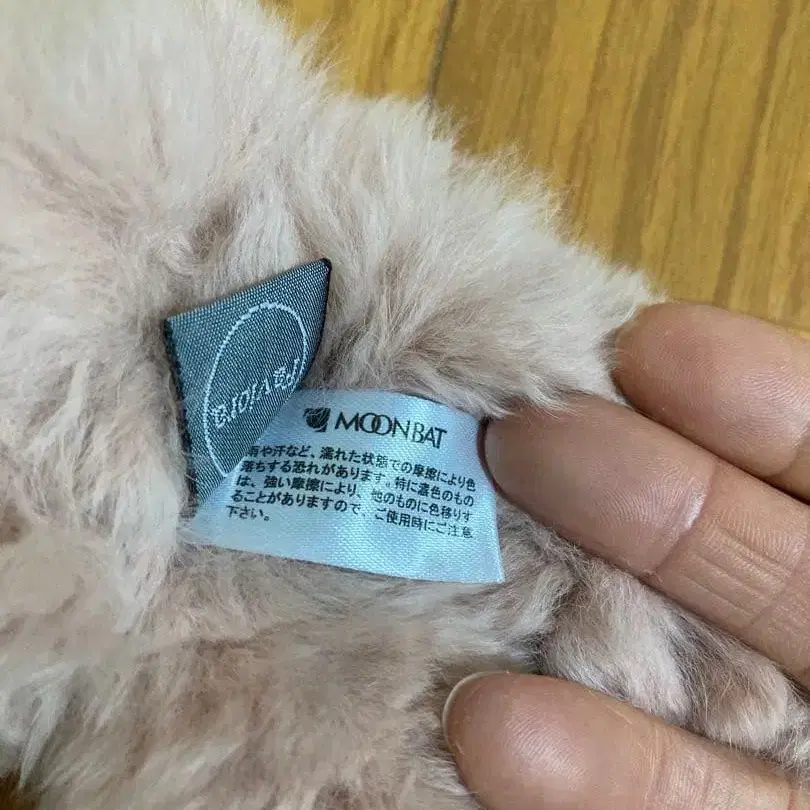 Favlora
MOONBAT
雨や汗など、濡れた状態での摩擦により色
落ちする恐れがあります。特に濃色のもの
は、強い摩擦により、他のものに色移りす
ることがありますので、ご使用時にご注意
下さい。